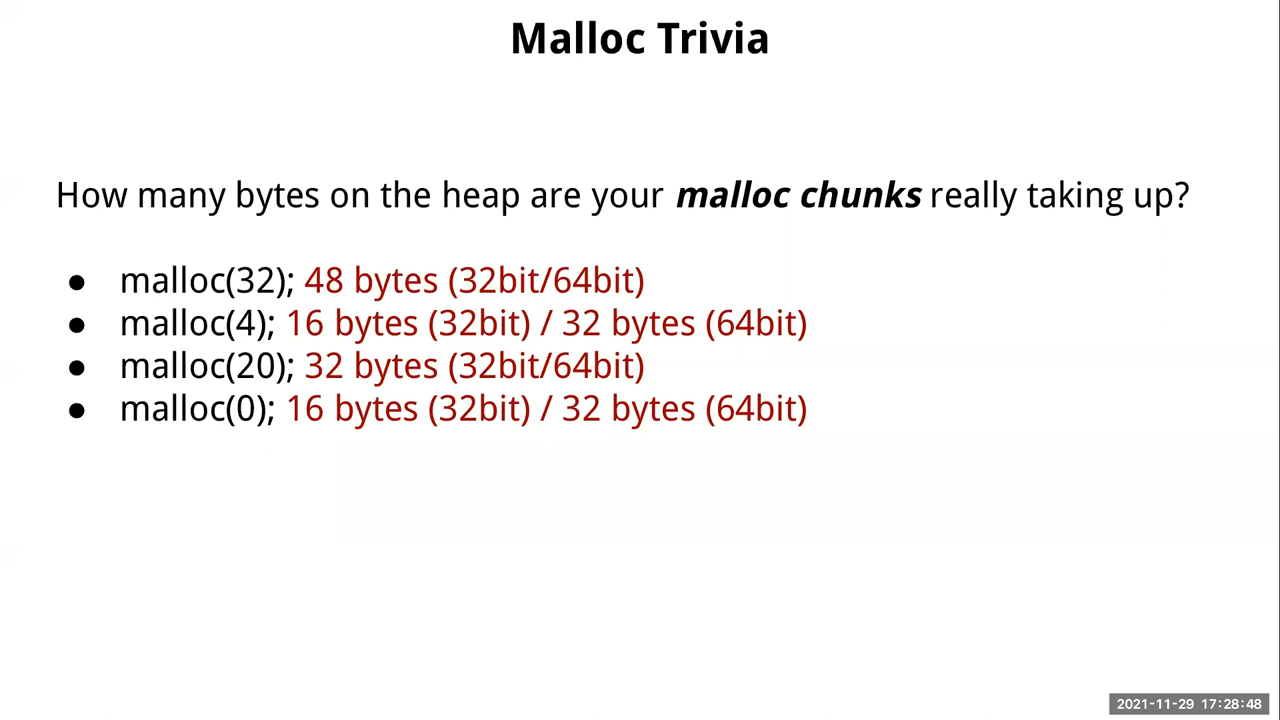 Malloc Trivia
How many bytes on the heap are your malloc chunks really taking up?
● malloc(32); 48 bytes (32bit/64bit)
● malloc(4); 16 bytes (32bit) / 32 bytes (64bit)
● malloc(20); 32 bytes (32bit/64bit)
● malloc(0); 16 bytes (32bit) / 32 bytes (64bit)
2021-11-29 17:28:48